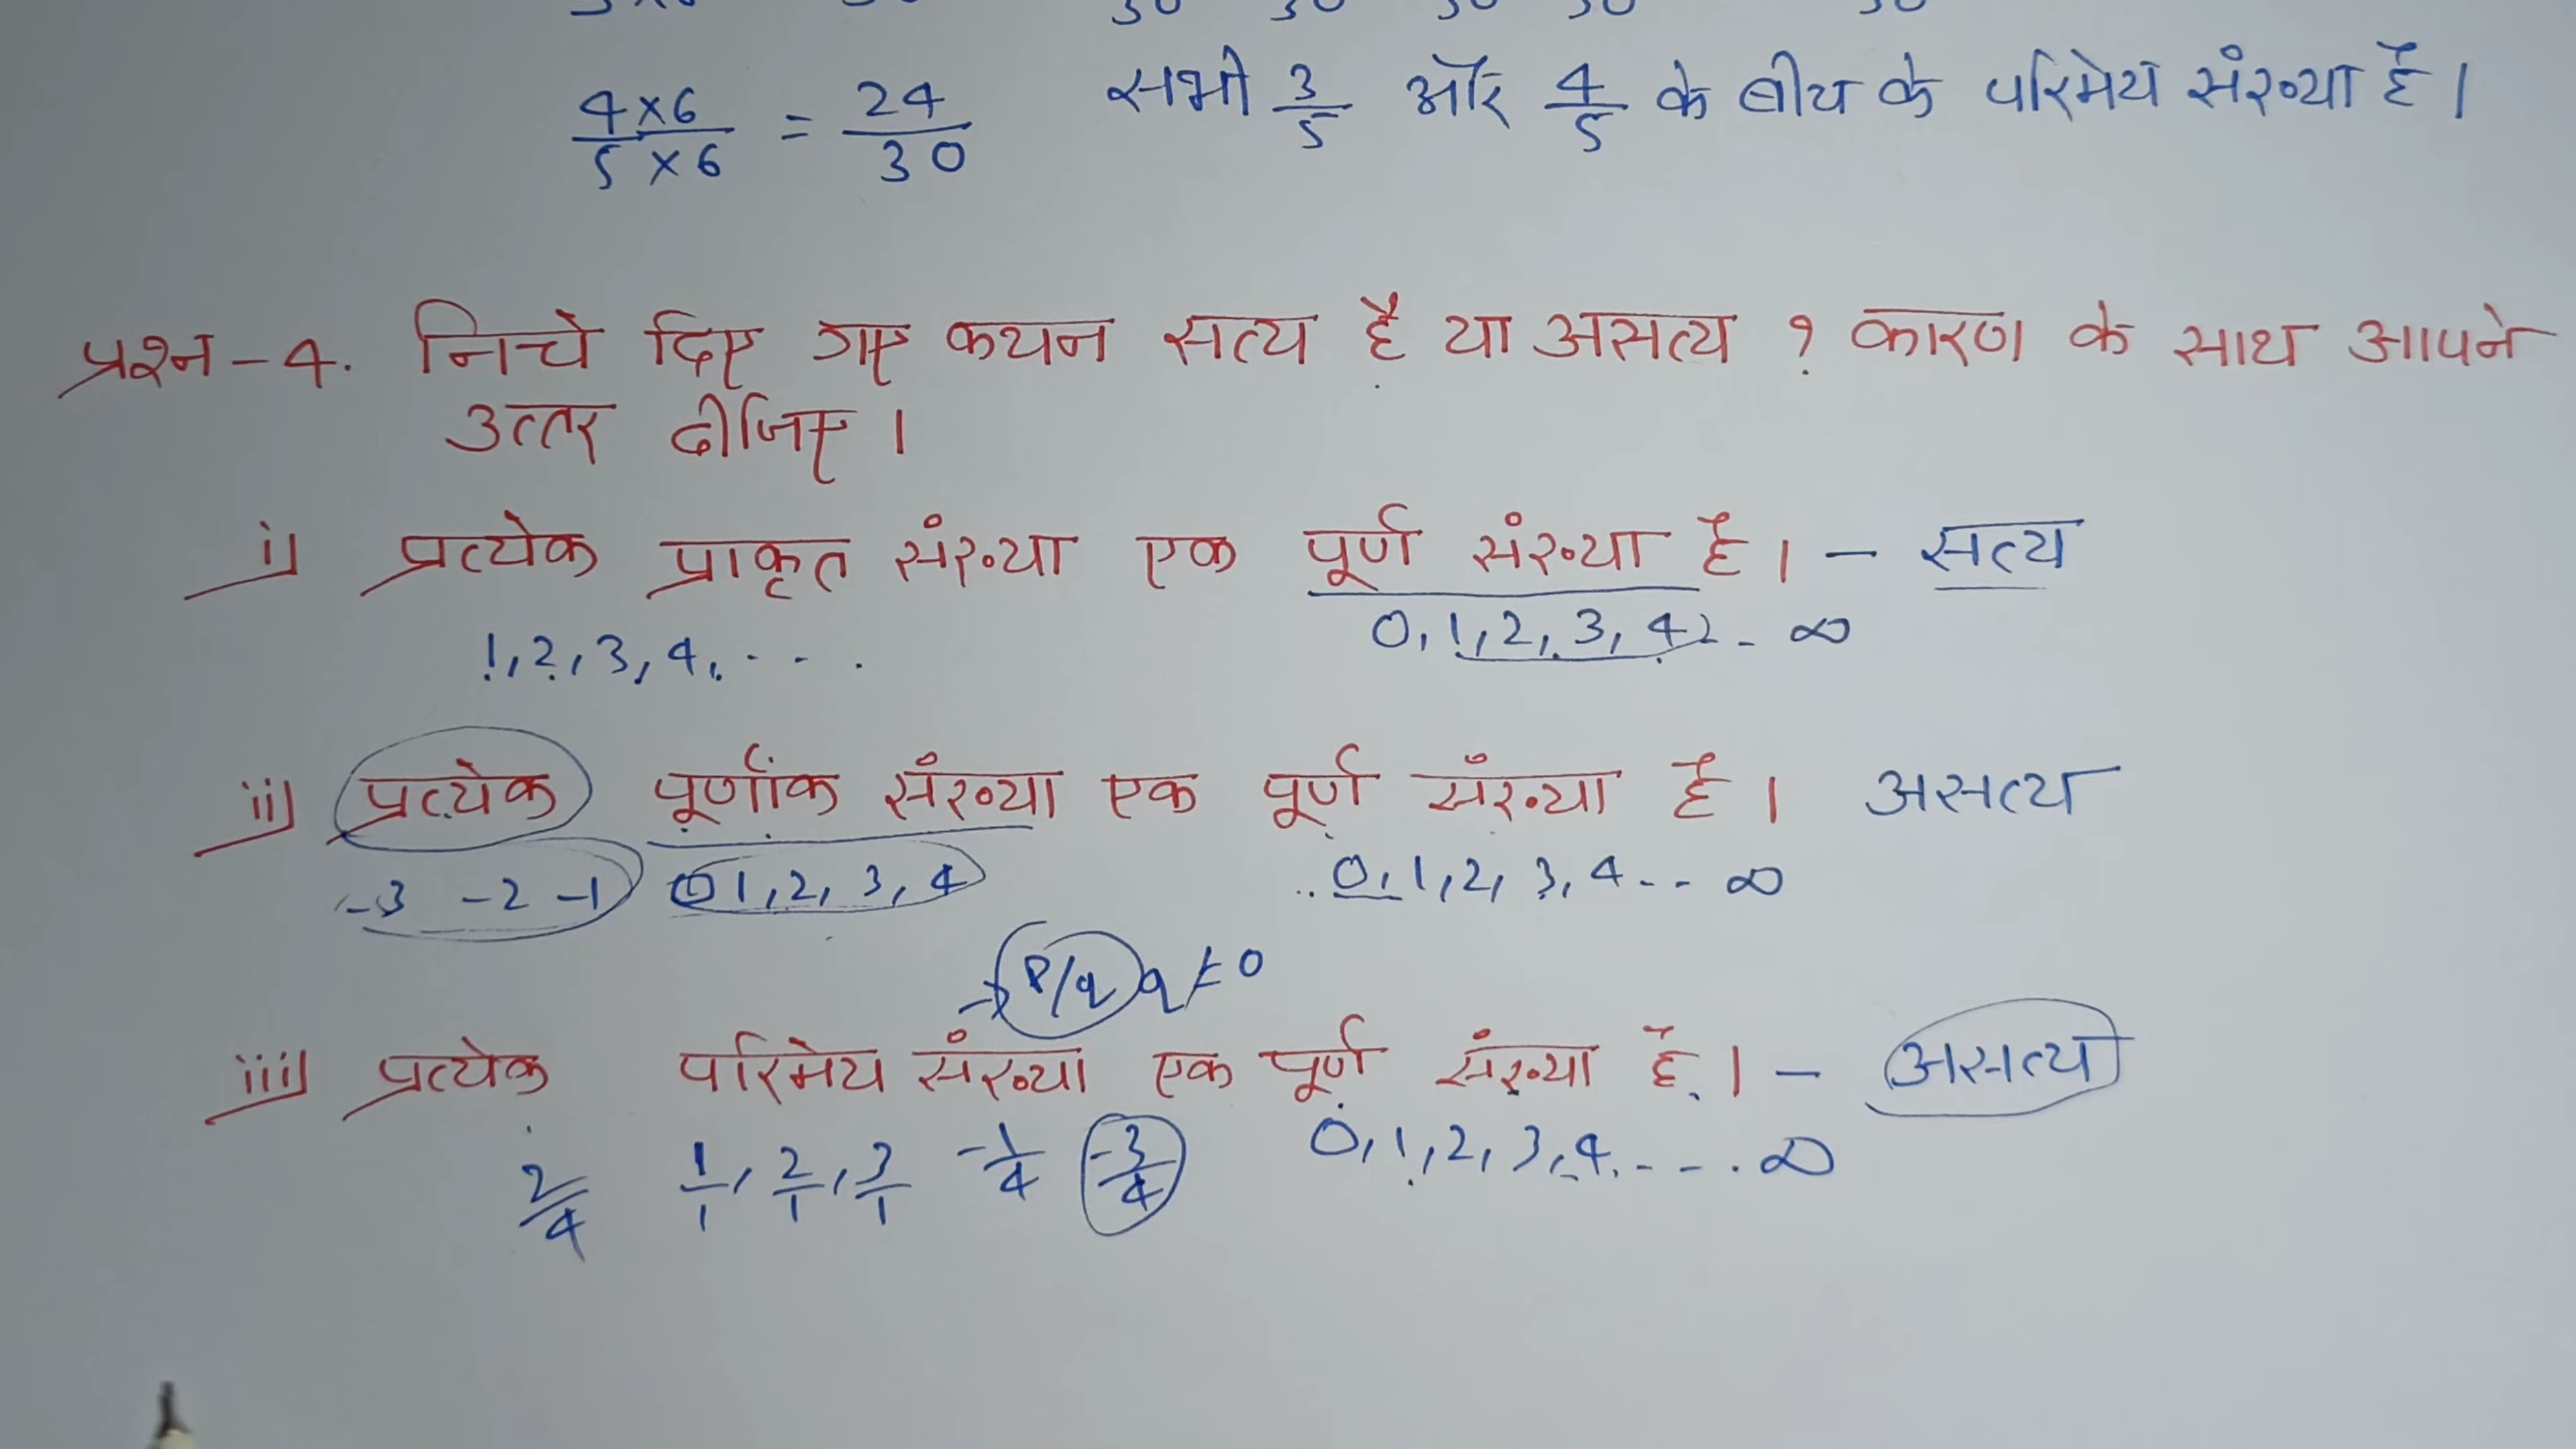 4×6/5×6 = 24/30 सभी 3/5 और 4/5 के बीच के परिमेय संख्या है।
प्रश्न-4. निचे दिए गए कथन सत्य है या असत्य ? कारण के साथ आपने
उत्तर दीजिए।
i) प्रत्येक प्राकृत संख्या एक पूर्ण संख्या है। - सत्य
1, 2, 3, 4, . . . 0, 1, 2, 3, 4 - ∞
ii) प्रत्येक पूर्णांक संख्या एक पूर्ण संख्या है। असत्य
-3 -2 -1 0 1, 2, 3, 4 .. 0, 1, 2, 3, 4 - - ∞
→ P/q q ≠ 0
iii) प्रत्येक परिमेय संख्या एक पूर्ण संख्या है। - असत्य
2/4 1/1, 2/1, 3/1 -1/4 -3/4 0, 1, 2, 3, 4, - - . ∞